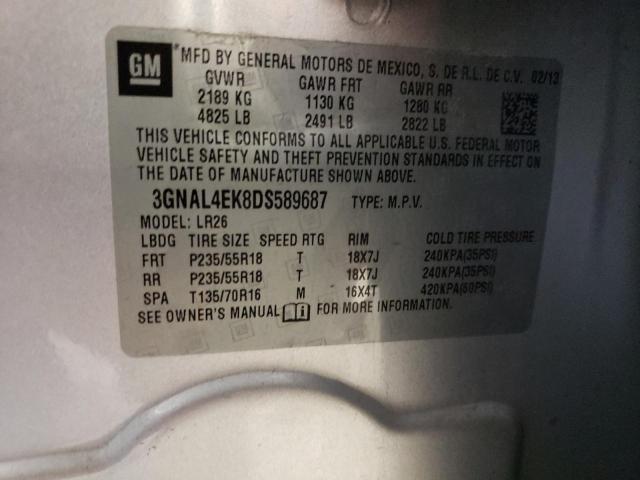 GM
*MFD BY GENERAL MOTORS DE MEXICO, S. DE R.L. DE C.V. 02/13
GVWR GAWR FRT GAWR RR
2189 KG 1130 KG 1280 KG
4825 LB 2491 LB 2822 LB
THIS VEHICLE CONFORMS TO ALL APPLICABLE U.S. FEDERAL MOTOR
VEHICLE SAFETY AND THEFT PREVENTION STANDARDS IN EFFECT ON
THE DATE OF MANUFACTURE SHOWN ABOVE.
3GNAL4EK8DS589687 TYPE: M.P.V.
MODEL: LR26
LBDG TIRE SIZE SPEED RTG RIM COLD TIRE PRESSURE
FRT P235/55R18 T 18X7J 240KPA(35PSI)
RR P235/55R18 T 18X7J 240KPA(35PSI)
SPA T135/70R16 M 16X4T 420KPA(60PSI)
SEE OWNER'S MANUAL FOR MORE INFORMATION.